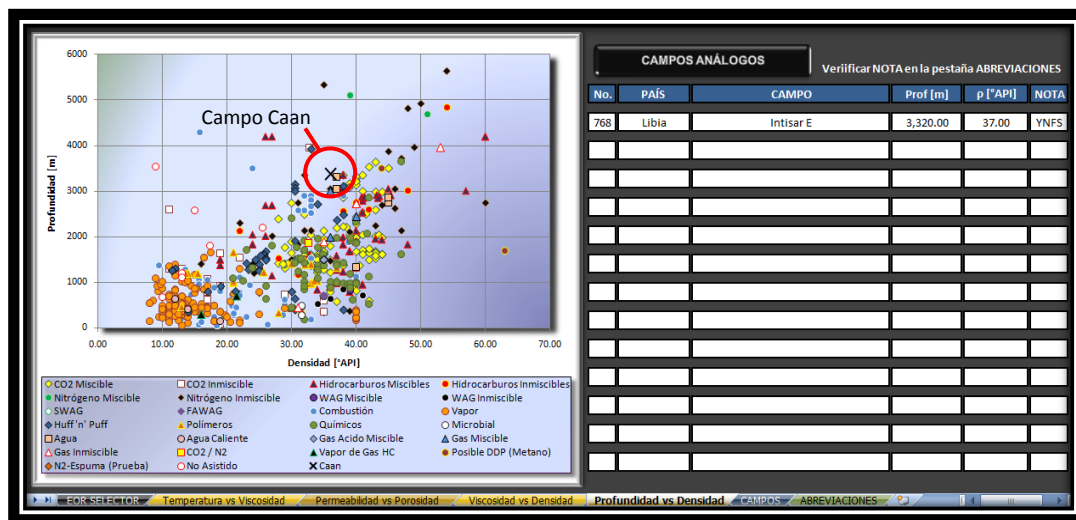 6000
5000
4000
3000
2000
1000
0
Profundidad [m]
Campo Caan
0.00 10.00 20.00 30.00 40.00 50.00 60.00 70.00
Densidad [°API]
CO2 Miscible CO2 Inmiscible Hidrocarburos Miscibles Hidrocarburos Inmiscibles
Nitrógeno Miscible Nitrógeno Inmiscible WAG Miscible WAG Inmiscible
SWAG FAWAG Combustión Vapor
Huff 'n' Puff Polímeros Químicos Microbial
Agua Agua Caliente Gas Acido Miscible Gas Miscible
Gas Inmiscible CO2 / N2 Vapor de Gas HC Posible DDP (Metano)
N2-Espuma (Prueba) No Asistido Caan
CAMPOS ANÁLOGOS
Veriificar NOTA en la pestaña ABREVIACIONES
No. PAÍS CAMPO Prof [m] ρ [°API] NOTA
768 Libia Intisar E 3,320.00 37.00 YNFS
EOR SELECTOR Temperatura vs Viscosidad Permeabilidad vs Porosidad Viscosidad vs Densidad Profundidad vs Densidad CAMPOS ABREVIACIONES